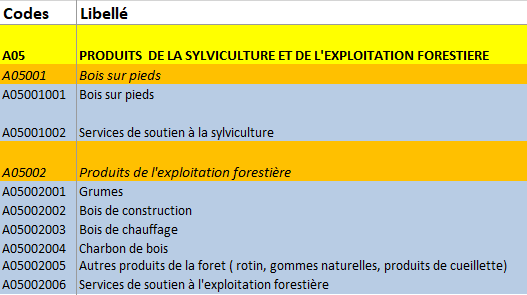 Codes Libellé
A05 PRODUITS DE LA SYLVICULTURE ET DE L'EXPLOITATION FORESTIERE
A05001 Bois sur pieds
A05001001 Bois sur pieds
A05001002 Services de soutien à la sylviculture
A05002 Produits de l'exploitation forestière
A05002001 Grumes
A05002002 Bois de construction
A05002003 Bois de chauffage
A05002004 Charbon de bois
A05002005 Autres produits de la foret ( rotin, gommes naturelles, produits de cueillette)
A05002006 Services de soutien à l'exploitation forestière